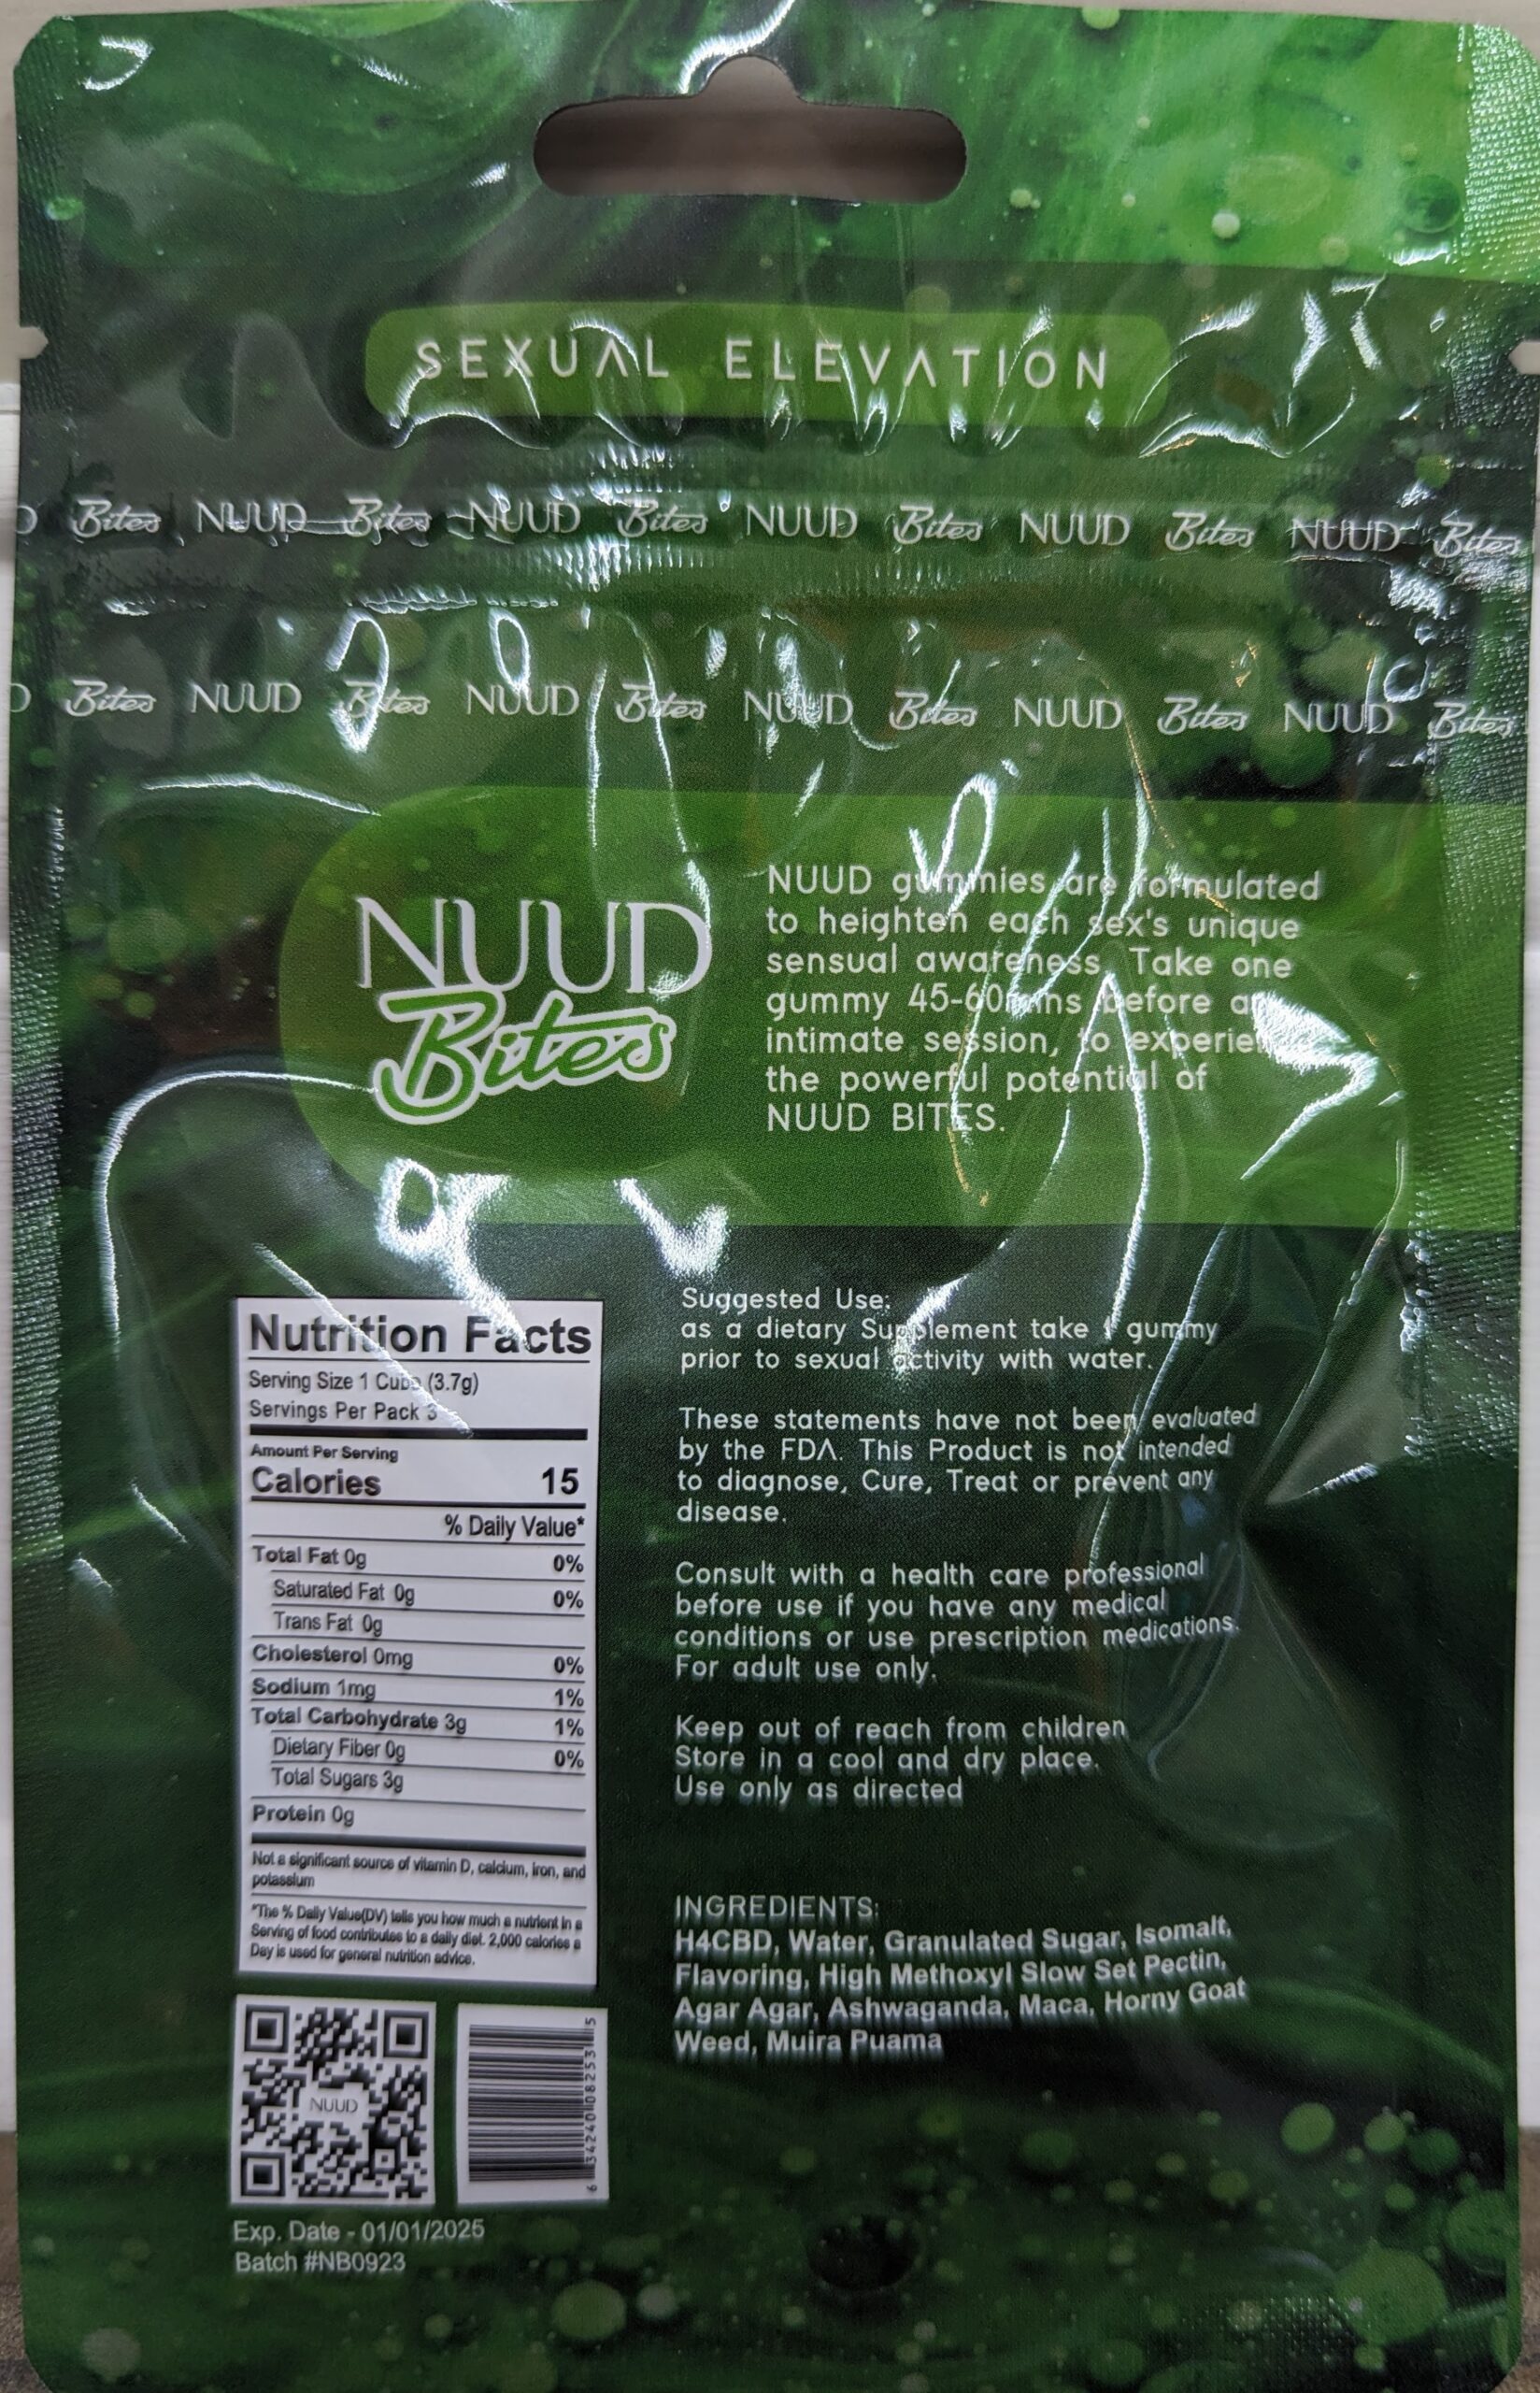 SEXUAL ELEVATION
Bites NUUD Bites NUUD Bites NUUD Bites NUUD Bites NUUD Bites
Bites NUUD Bites NUUD Bites NUUD Bites NUUD Bites NUUD Bites
NUUD
Bites
NUUD gummies are formulated
to heighten each sex's unique
sensual awareness. Take one
gummy 45-60mins before an
intimate session, to experience
the powerful potential of
NUUD BITES.
Nutrition Facts
Serving Size 1 Cube (3.7g)
Servings Per Pack 3
Amount Per Serving
Calories 15
% Daily Value*
Total Fat 0g 0%
Saturated Fat 0g 0%
Trans Fat 0g
Cholesterol 0mg 0%
Sodium 1mg 1%
Total Carbohydrate 3g 1%
Dietary Fiber 0g 0%
Total Sugars 3g
Protein 0g
Not a significant source of vitamin D, calcium, iron, and
potassium
*The % Daily Value(DV) tells you how much a nutrient in a
Serving of food contributes to a daily diet. 2,000 calories a
Day is used for general nutrition advice.
NUUD
6 34240 08253 5
Exp. Date - 01/01/2025
Batch #NB0923
Suggested Use:
as a dietary Supplement take 1 gummy
prior to sexual activity with water.
These statements have not been evaluated
by the FDA. This Product is not intended
to diagnose, Cure, Treat or prevent any
disease.
Consult with a health care professional
before use if you have any medical
conditions or use prescription medications.
For adult use only.
Keep out of reach from children
Store in a cool and dry place.
Use only as directed
INGREDIENTS:
H4CBD, Water, Granulated Sugar, Isomalt,
Flavoring, High Methoxyl Slow Set Pectin,
Agar Agar, Ashwaganda, Maca, Horny Goat
Weed, Muira Puama